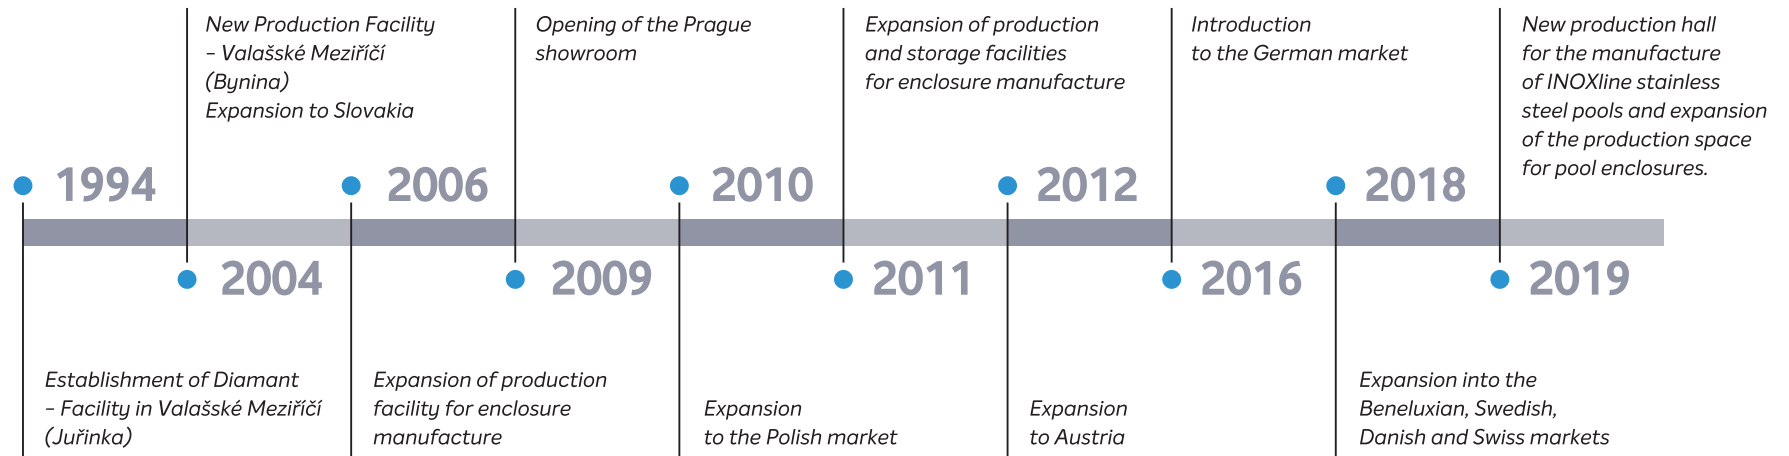 New Production Facility
– Valašské Meziříčí
(Bynina)
Expansion to Slovakia
Opening of the Prague
showroom
Expansion of production
and storage facilities
for enclosure manufacture
Introduction
to the German market
New production hall
for the manufacture
of INOXline stainless
steel pools and expansion
of the production space
for pool enclosures.
1994
2006
2010
2012
2018
2004
2009
2011
2016
2019
Establishment of Diamant
– Facility in Valašské Meziříčí
(Juřinka)
Expansion of production
facility for enclosure
manufacture
Expansion
to the Polish market
Expansion
to Austria
Expansion into the
Beneluxian, Swedish,
Danish and Swiss markets